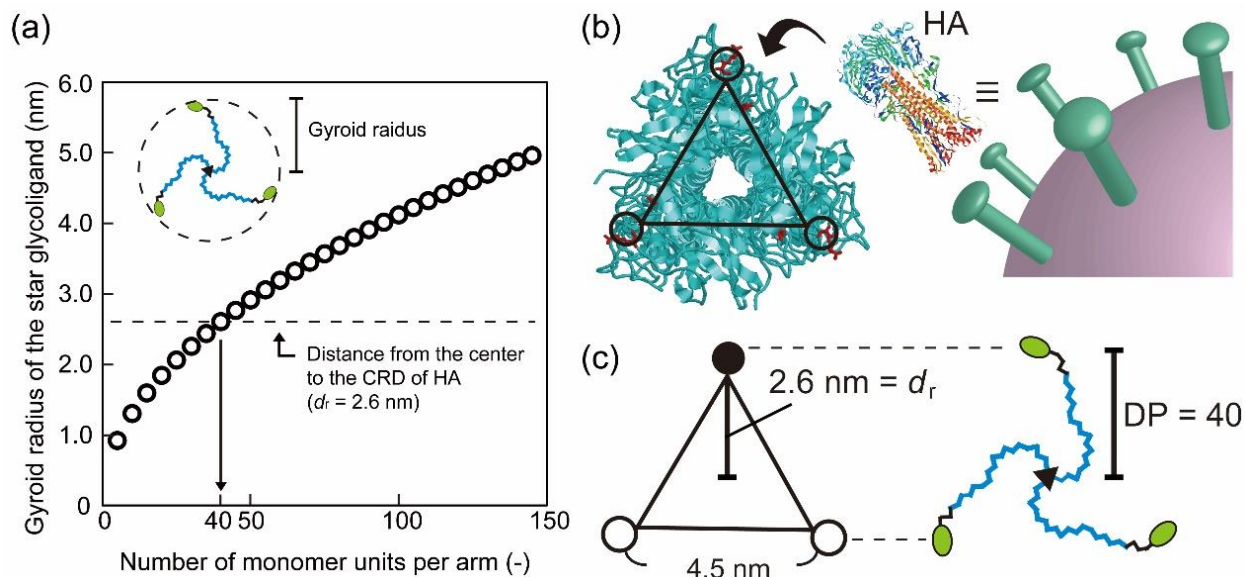 (a)
Gyroid radius of the star glycoligand (nm)
6.0
5.0
4.0
3.0
2.0
1.0
0
Gyroid raidus
Distance from the center
to the CRD of HA
(dr = 2.6 nm)
0
40
50
100
150
Number of monomer units per arm (-)
(b)
HA
≡
(c)
2.6 nm = dr
4.5 nm
DP = 40